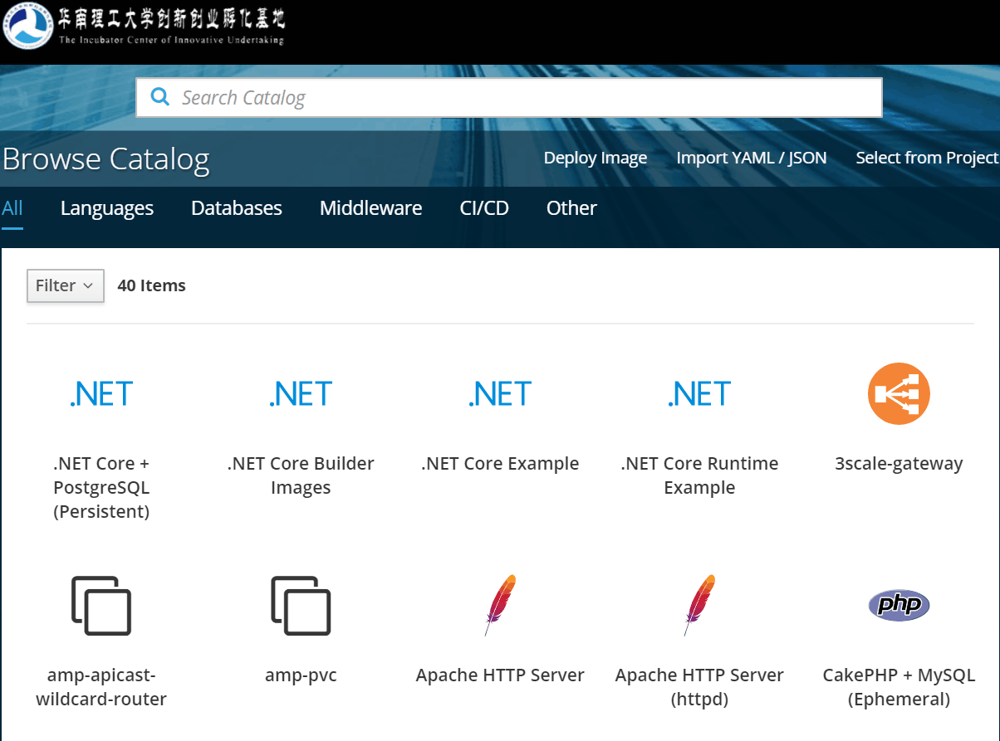 华南理工大学创新创业孵化基地
The Incubator Center of Innovative Undertaking
Search Catalog
Browse Catalog
Deploy Image
Import YAML / JSON
Select from Project
All
Languages
Databases
Middleware
CI/CD
Other
Filter
40 Items
.NET
.NET
.NET
.NET
.NET Core +
PostgreSQL
(Persistent)
.NET Core Builder
Images
.NET Core Example
.NET Core Runtime
Example
3scale-gateway
php
amp-apicast-
wildcard-router
amp-pvc
Apache HTTP Server
Apache HTTP Server
(httpd)
CakePHP + MySQL
(Ephemeral)